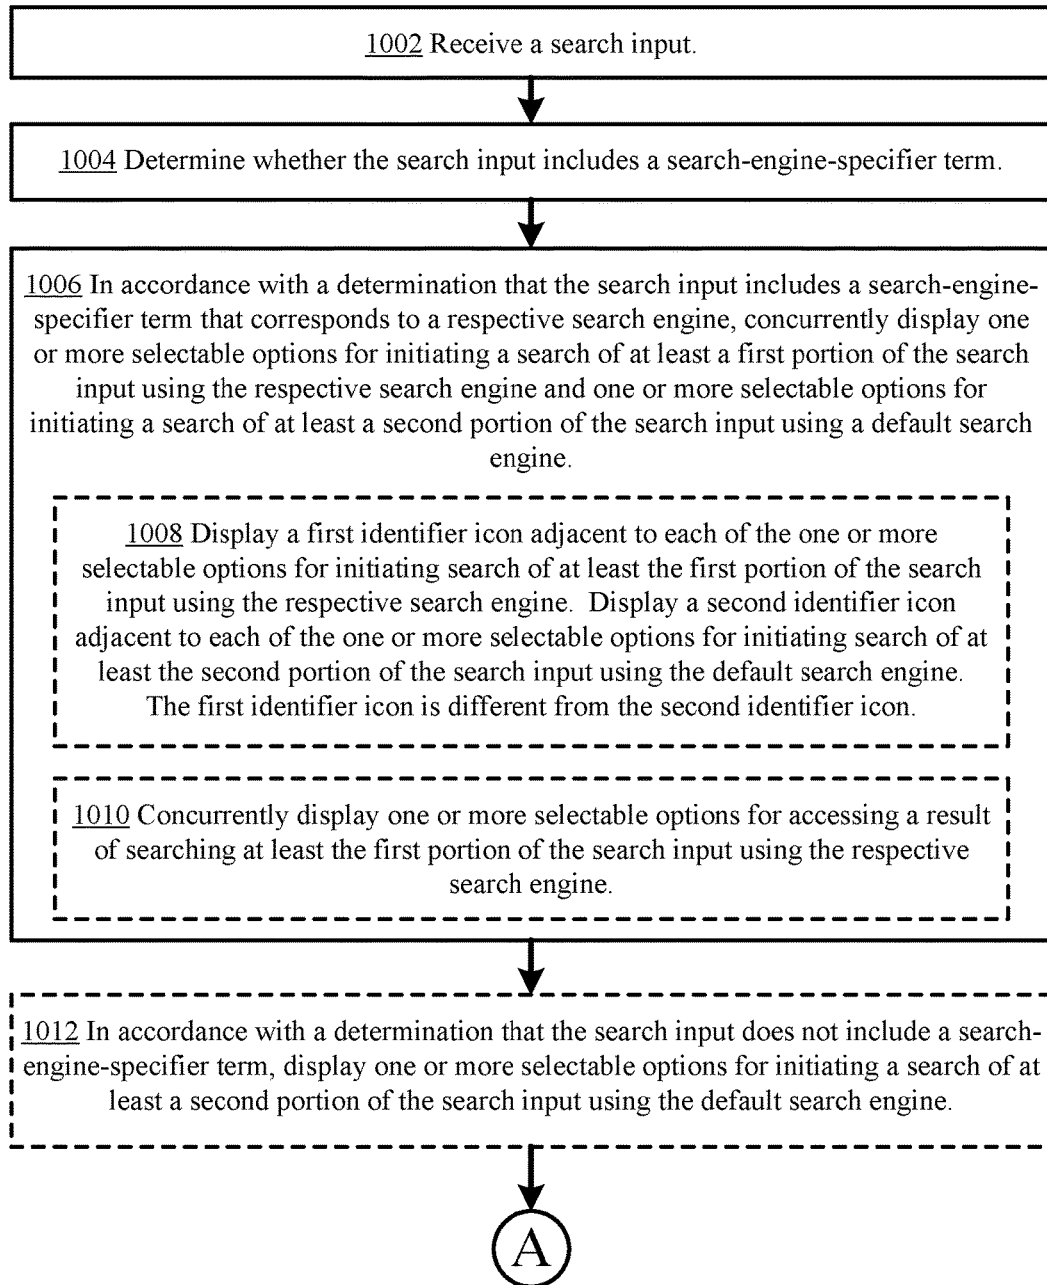 1002 Receive a search input.
1004 Determine whether the search input includes a search-engine-specifier term.
1006 In accordance with a determination that the search input includes a search-engine-
specifier term that corresponds to a respective search engine, concurrently display one
or more selectable options for initiating a search of at least a first portion of the search
input using the respective search engine and one or more selectable options for
initiating a search of at least a second portion of the search input using a default search
engine.
1008 Display a first identifier icon adjacent to each of the one or more
selectable options for initiating search of at least the first portion of the search
input using the respective search engine.  Display a second identifier icon
adjacent to each of the one or more selectable options for initiating search of at
least the second portion of the search input using the default search engine.
The first identifier icon is different from the second identifier icon.
1010 Concurrently display one or more selectable options for accessing a result
of searching at least the first portion of the search input using the respective
search engine.
1012 In accordance with a determination that the search input does not include a search-
engine-specifier term, display one or more selectable options for initiating a search of at
least a second portion of the search input using the default search engine.
A